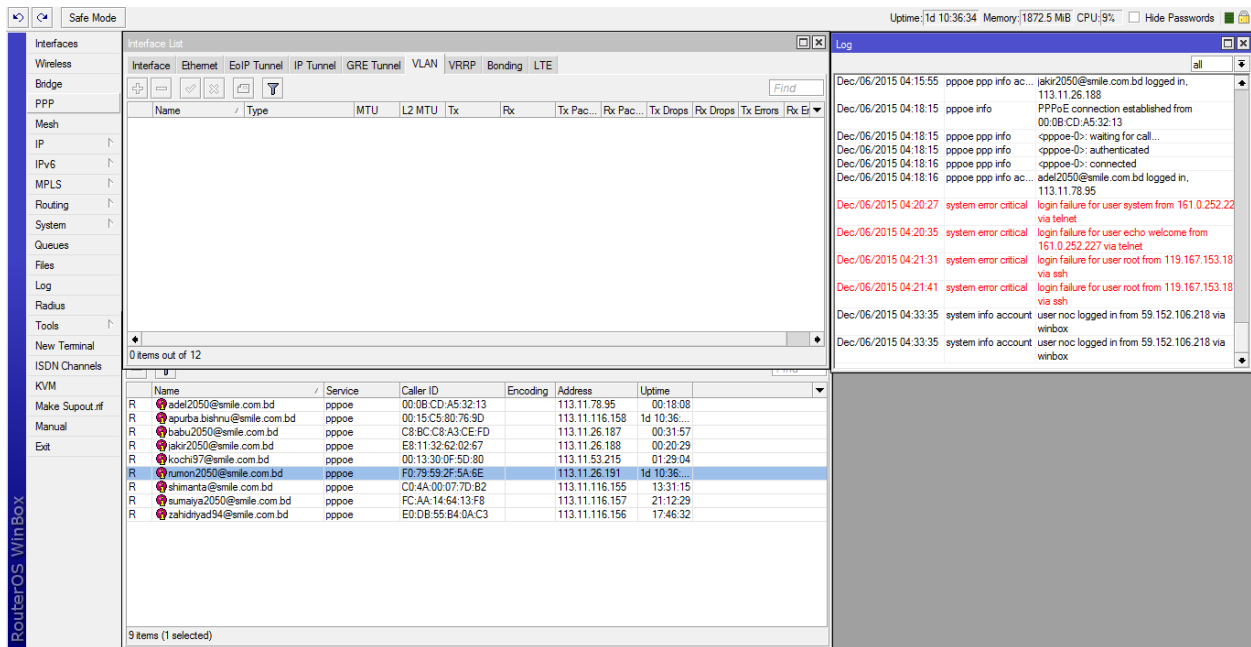 Safe Mode
Uptime: 1d 10:36:34 Memory: 1872.5 MiB CPU: 9% Hide Passwords
RouterOS WinBox
Interfaces
Wireless
Bridge
PPP
Mesh
IP
IPv6
MPLS
Routing
System
Queues
Files
Log
Radius
Tools
New Terminal
ISDN Channels
KVM
Make Supout.rif
Manual
Exit
Interface List
Interface Ethernet EoIP Tunnel IP Tunnel GRE Tunnel VLAN VRRP Bonding LTE
Find
Name / Type MTU L2 MTU Tx Rx Tx Pac... Rx Pac... Tx Drops Rx Drops Tx Errors Rx Er
0 items out of 12
Name / Service Caller ID Encoding Address Uptime
R adel2050@smile.com.bd pppoe 00:0B:CD:A5:32:13 113.11.78.95 00:18:08
R apurba.bishnu@smile.com.bd pppoe 00:15:C5:80:76:9D 113.11.116.158 1d 10:36:...
R babu2050@smile.com.bd pppoe C8:BC:C8:A3:CE:FD 113.11.26.187 00:31:57
R jakir2050@smile.com.bd pppoe E8:11:32:62:02:67 113.11.26.188 00:20:29
R kochi97@smile.com.bd pppoe 00:13:30:0F:5D:80 113.11.53.215 01:29:04
R rumon2050@smile.com.bd pppoe F0:79:59:2F:5A:6E 113.11.26.191 1d 10:36:...
R shimanta@smile.com.bd pppoe C0:4A:00:07:7D:B2 113.11.116.155 13:31:15
R sumaiya2050@smile.com.bd pppoe FC:AA:14:64:13:F8 113.11.116.157 21:12:29
R zahidriyad94@smile.com.bd pppoe E0:DB:55:B4:0A:C3 113.11.116.156 17:46:32
9 items (1 selected)
Log
all
Dec/06/2015 04:15:55 pppoe ppp info ac... jakir2050@smile.com.bd logged in,
113.11.26.188
Dec/06/2015 04:18:15 pppoe info PPPoE connection established from
00:0B:CD:A5:32:13
Dec/06/2015 04:18:15 pppoe ppp info <pppoe-0>: waiting for call...
Dec/06/2015 04:18:15 pppoe ppp info <pppoe-0>: authenticated
Dec/06/2015 04:18:16 pppoe ppp info <pppoe-0>: connected
Dec/06/2015 04:18:16 pppoe ppp info ac... adel2050@smile.com.bd logged in,
113.11.78.95
Dec/06/2015 04:20:27 system error critical login failure for user system from 161.0.252.22
via telnet
Dec/06/2015 04:20:35 system error critical login failure for user echo welcome from
161.0.252.227 via telnet
Dec/06/2015 04:21:31 system error critical login failure for user root from 119.167.153.18
via ssh
Dec/06/2015 04:21:41 system error critical login failure for user root from 119.167.153.18
via ssh
Dec/06/2015 04:33:35 system info account user noc logged in from 59.152.106.218 via
winbox
Dec/06/2015 04:33:35 system info account user noc logged in from 59.152.106.218 via
winbox